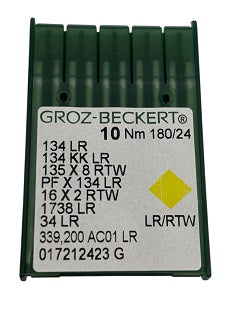 GROZ-BECKERT®
10 Nm 180/24
134 LR
134 KK LR
135 X 8 RTW
PF X 134 LR
16 X 2 RTW
1738 LR
34 LR LR/RTW
339,200 AC01 LR
017212423 G